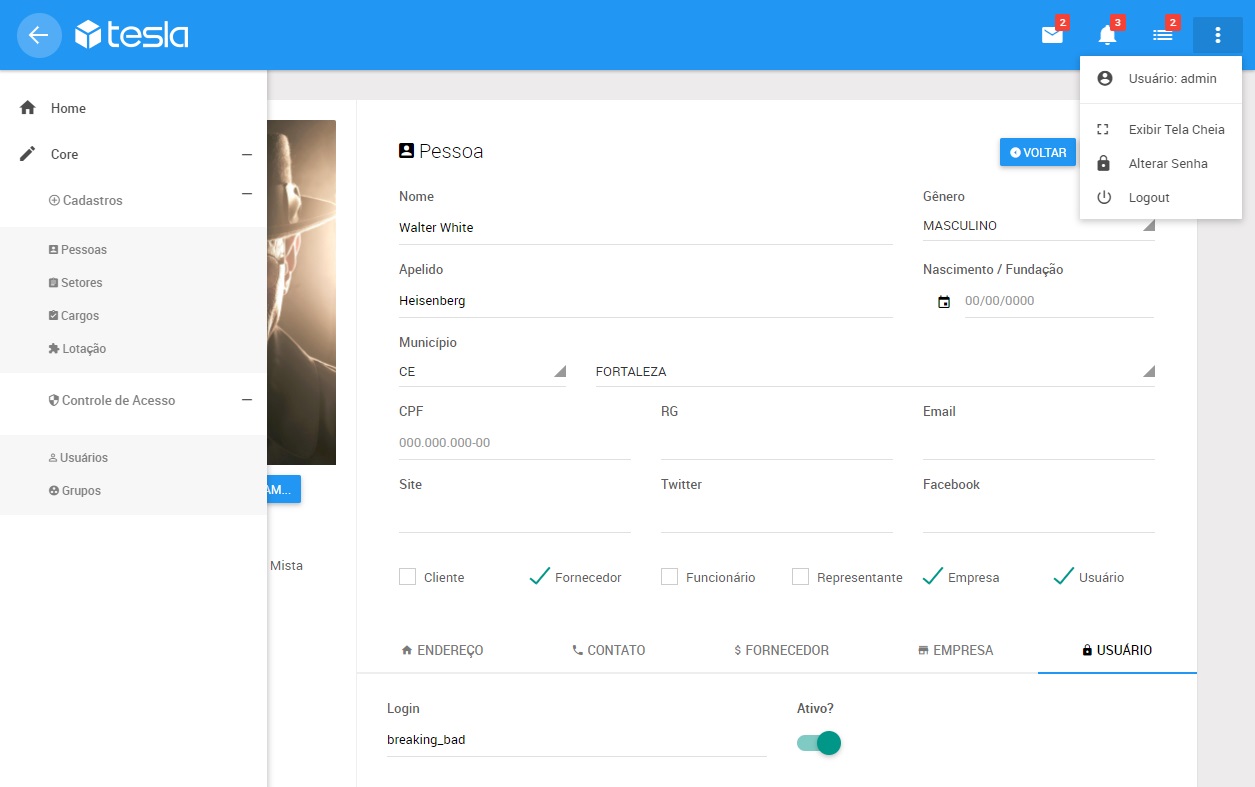 tesla
2
3
2
Usuário: admin
Exibir Tela Cheia
Alterar Senha
Logout
Home
Core
Cadastros
Pessoas
Setores
Cargos
Lotação
Controle de Acesso
Usuários
Grupos
AM...
Mista
Pessoa
VOLTAR
Nome
Gênero
Walter White
MASCULINO
Apelido
Nascimento / Fundação
Heisenberg
00/00/0000
Município
CE
FORTALEZA
CPF
RG
Email
000.000.000-00
Site
Twitter
Facebook
Cliente
Fornecedor
Funcionário
Representante
Empresa
Usuário
ENDEREÇO
CONTATO
$ FORNECEDOR
EMPRESA
USUÁRIO
Login
Ativo?
breaking_bad